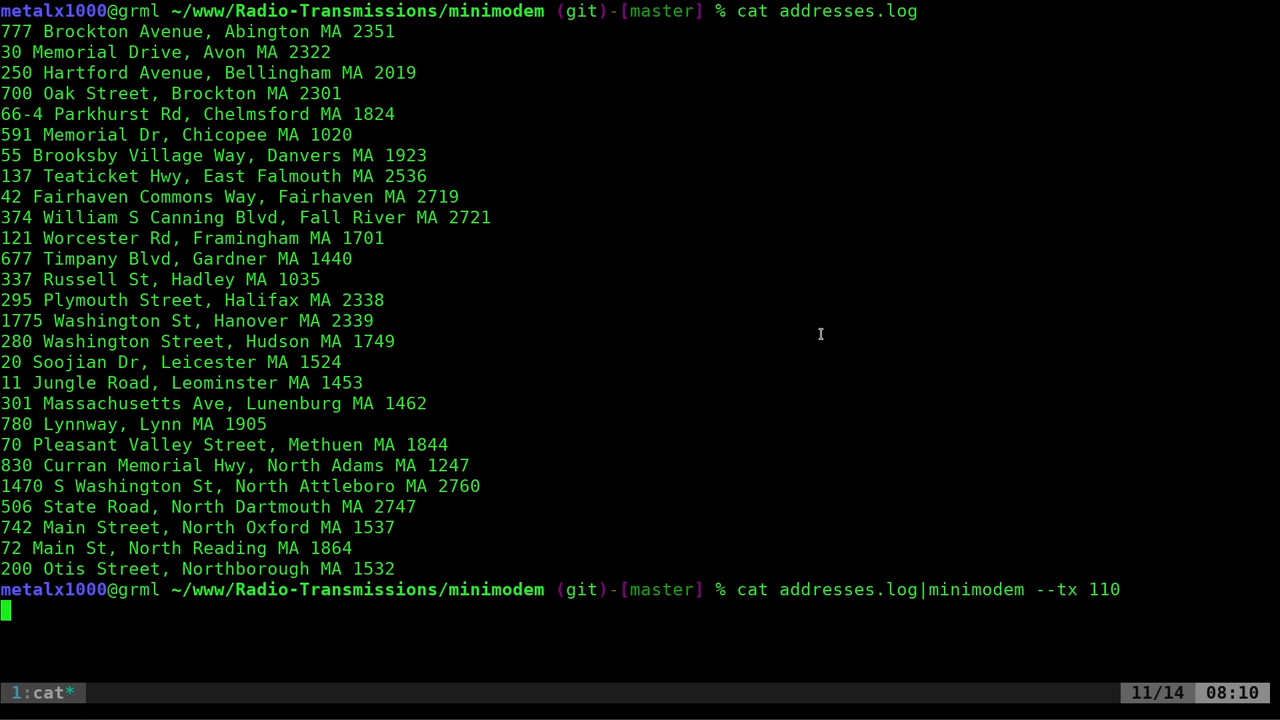 metalx1000@grml ~/www/Radio-Transmissions/minimodem (git)-[master] % cat addresses.log
777 Brockton Avenue, Abington MA 2351
30 Memorial Drive, Avon MA 2322
250 Hartford Avenue, Bellingham MA 2019
700 Oak Street, Brockton MA 2301
66-4 Parkhurst Rd, Chelmsford MA 1824
591 Memorial Dr, Chicopee MA 1020
55 Brooksby Village Way, Danvers MA 1923
137 Teaticket Hwy, East Falmouth MA 2536
42 Fairhaven Commons Way, Fairhaven MA 2719
374 William S Canning Blvd, Fall River MA 2721
121 Worcester Rd, Framingham MA 1701
677 Timpany Blvd, Gardner MA 1440
337 Russell St, Hadley MA 1035
295 Plymouth Street, Halifax MA 2338
1775 Washington St, Hanover MA 2339
280 Washington Street, Hudson MA 1749
20 Soojian Dr, Leicester MA 1524
11 Jungle Road, Leominster MA 1453
301 Massachusetts Ave, Lunenburg MA 1462
780 Lynnway, Lynn MA 1905
70 Pleasant Valley Street, Methuen MA 1844
830 Curran Memorial Hwy, North Adams MA 1247
1470 S Washington St, North Attleboro MA 2760
506 State Road, North Dartmouth MA 2747
742 Main Street, North Oxford MA 1537
72 Main St, North Reading MA 1864
200 Otis Street, Northborough MA 1532
metalx1000@grml ~/www/Radio-Transmissions/minimodem (git)-[master] % cat addresses.log|minimodem --tx 110
1:cat* 11/14 08:10